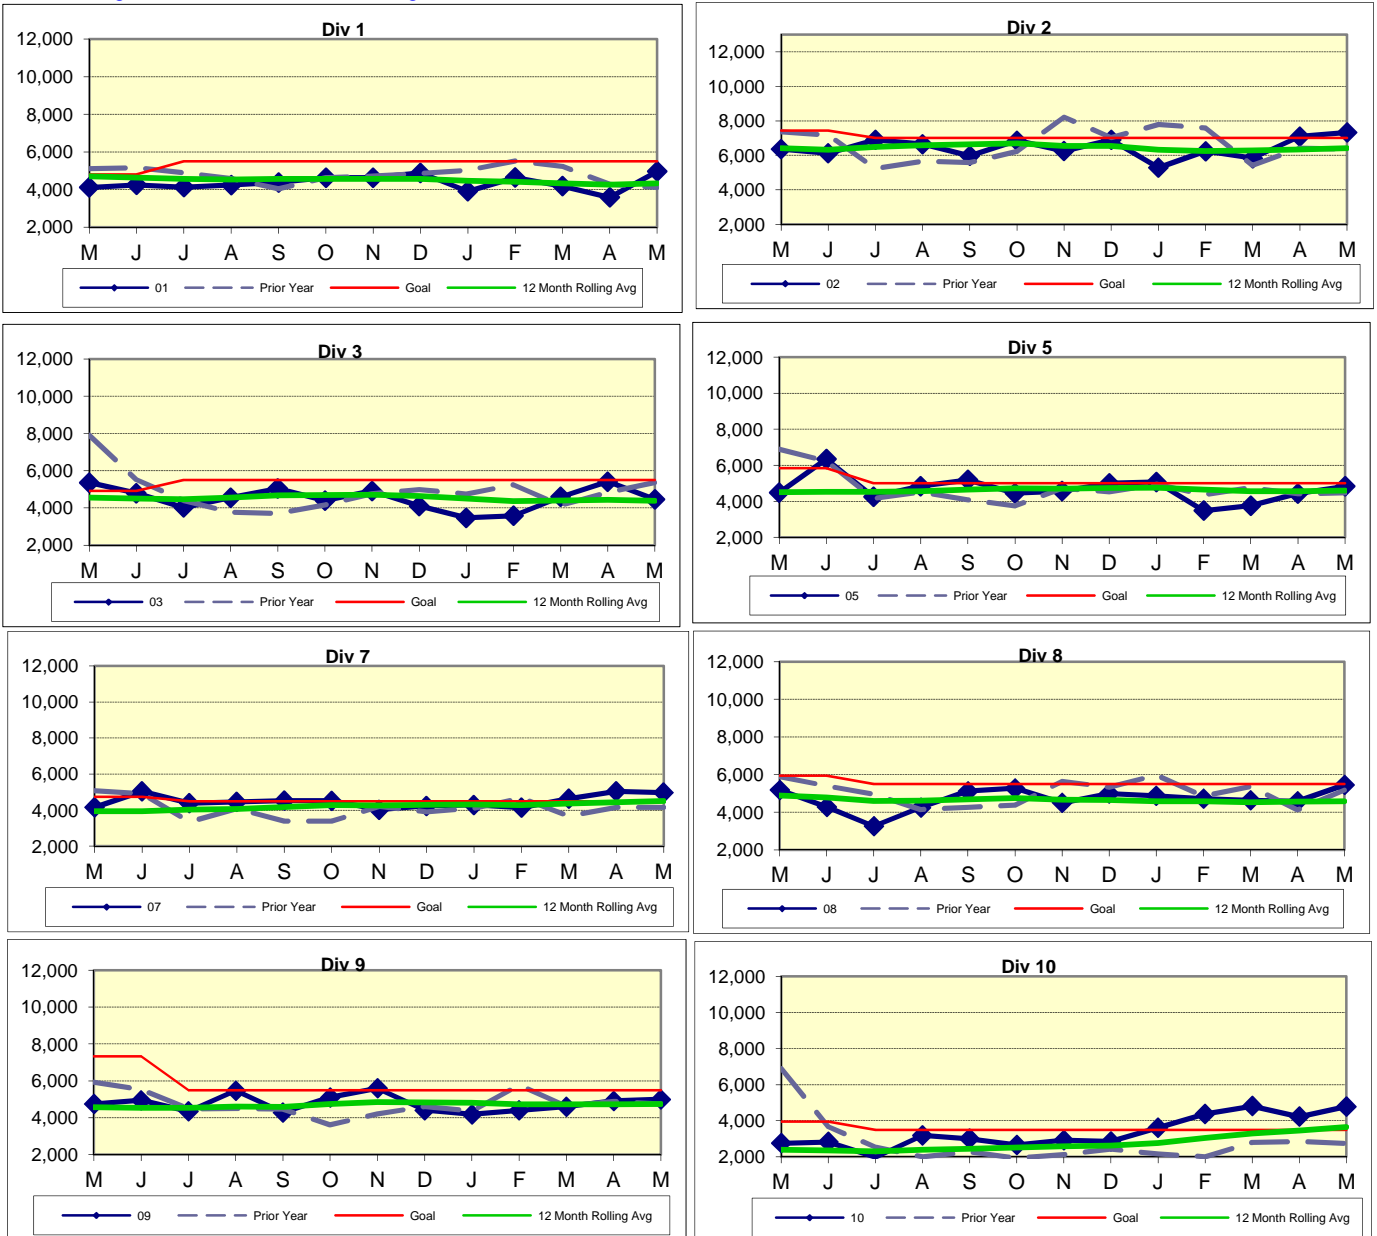 Div 1
12,000
10,000
8,000
6,000
4,000
2,000
M J J A S O N D J F M A M
01 Prior Year Goal 12 Month Rolling Avg
Div 2
12,000
10,000
8,000
6,000
4,000
2,000
M J J A S O N D J F M A M
02 Prior Year Goal 12 Month Rolling Avg
Div 3
12,000
10,000
8,000
6,000
4,000
2,000
M J J A S O N D J F M A M
03 Prior Year Goal 12 Month Rolling Avg
Div 5
12,000
10,000
8,000
6,000
4,000
2,000
M J J A S O N D J F M A M
05 Prior Year Goal 12 Month Rolling Avg
Div 7
12,000
10,000
8,000
6,000
4,000
2,000
M J J A S O N D J F M A M
07 Prior Year Goal 12 Month Rolling Avg
Div 8
12,000
10,000
8,000
6,000
4,000
2,000
M J J A S O N D J F M A M
08 Prior Year Goal 12 Month Rolling Avg
Div 9
12,000
10,000
8,000
6,000
4,000
2,000
M J J A S O N D J F M A M
09 Prior Year Goal 12 Month Rolling Avg
Div 10
12,000
10,000
8,000
6,000
4,000
2,000
M J J A S O N D J F M A M
10 Prior Year Goal 12 Month Rolling Avg